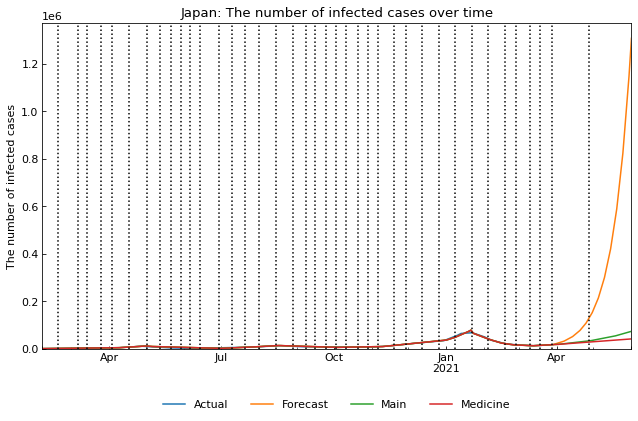 Japan: The number of infected cases over time
1e6
The number of infected cases
1.2
1.0
0.8
0.6
0.4
0.2
0.0
Apr Jul Oct Jan Apr
2021
Actual Forecast Main Medicine